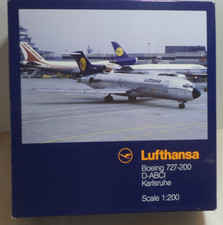 Lufthansa
Boeing 727-200
D-ABCI
Karlsruhe
Scale 1:200